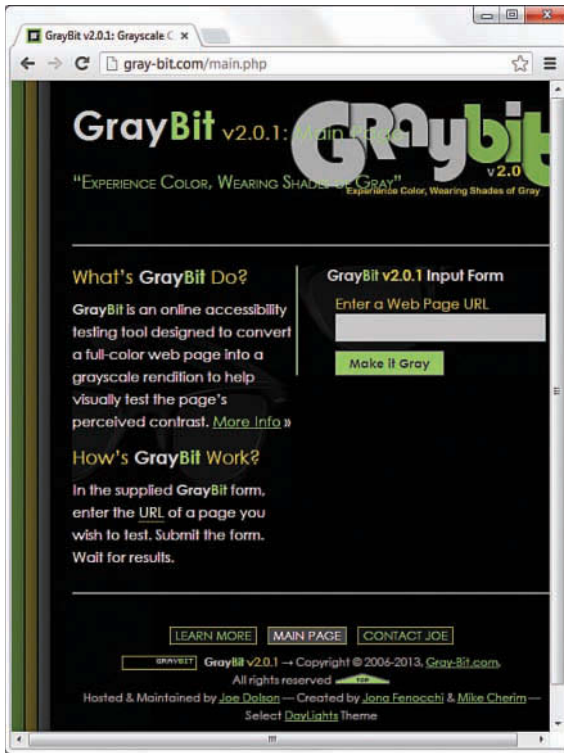 GrayBit v2.0.1: Grayscale C
gray-bit.com/main.php
GrayBit v2.0.1: Main Page
GRAYbit
v2.0
"EXPERIENCE COLOR, WEARING SHADES OF GRAY"
Experience Color, Wearing Shades of Gray
What's GrayBit Do?
GrayBit is an online accessibility
testing tool designed to convert
a full-color web page into a
grayscale rendition to help
visually test the page's
perceived contrast. More Info »
How's GrayBit Work?
In the supplied GrayBit form,
enter the URL of a page you
wish to test. Submit the form.
Wait for results.
GrayBit v2.0.1 Input Form
Enter a Web Page URL
Make it Gray
LEARN MORE MAIN PAGE CONTACT JOE
GRAYBIT GrayBit v2.0.1 → Copyright © 2006-2013, Gray-Bit.com,
All rights reserved TOP
Hosted & Maintained by Joe Dolson — Created by Jona Fenocchi & Mike Cherim —
Select DayLights Theme